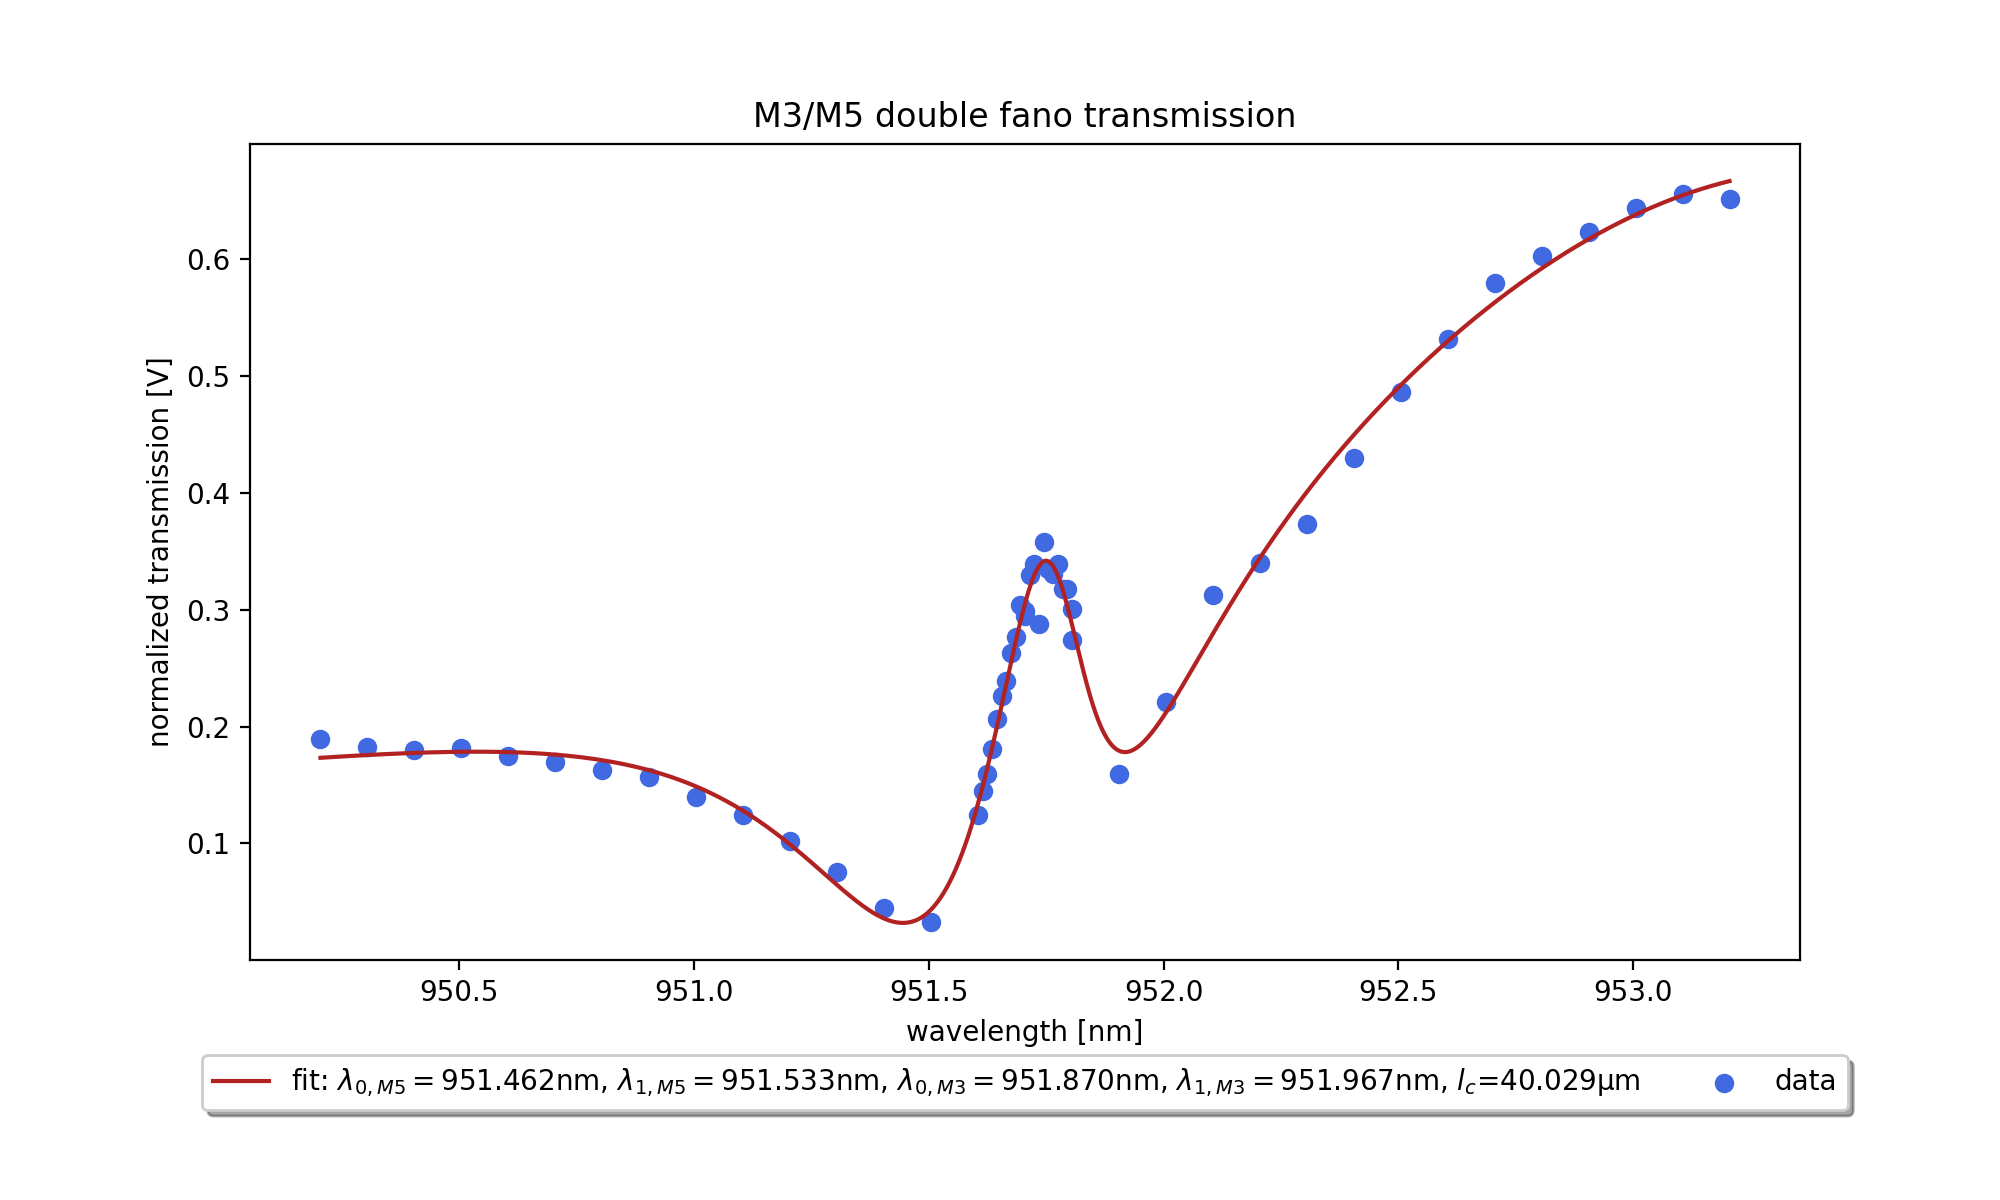 M3/M5 double fano transmission
normalized transmission [V]
0.6
0.5
0.4
0.3
0.2
0.1
950.5 951.0 951.5 952.0 952.5 953.0
wavelength [nm]
fit: λ₀,M5 = 951.462nm, λ₁,M5 = 951.533nm, λ₀,M3 = 951.870nm, λ₁,M3 = 951.967nm, l_c=40.029μm data